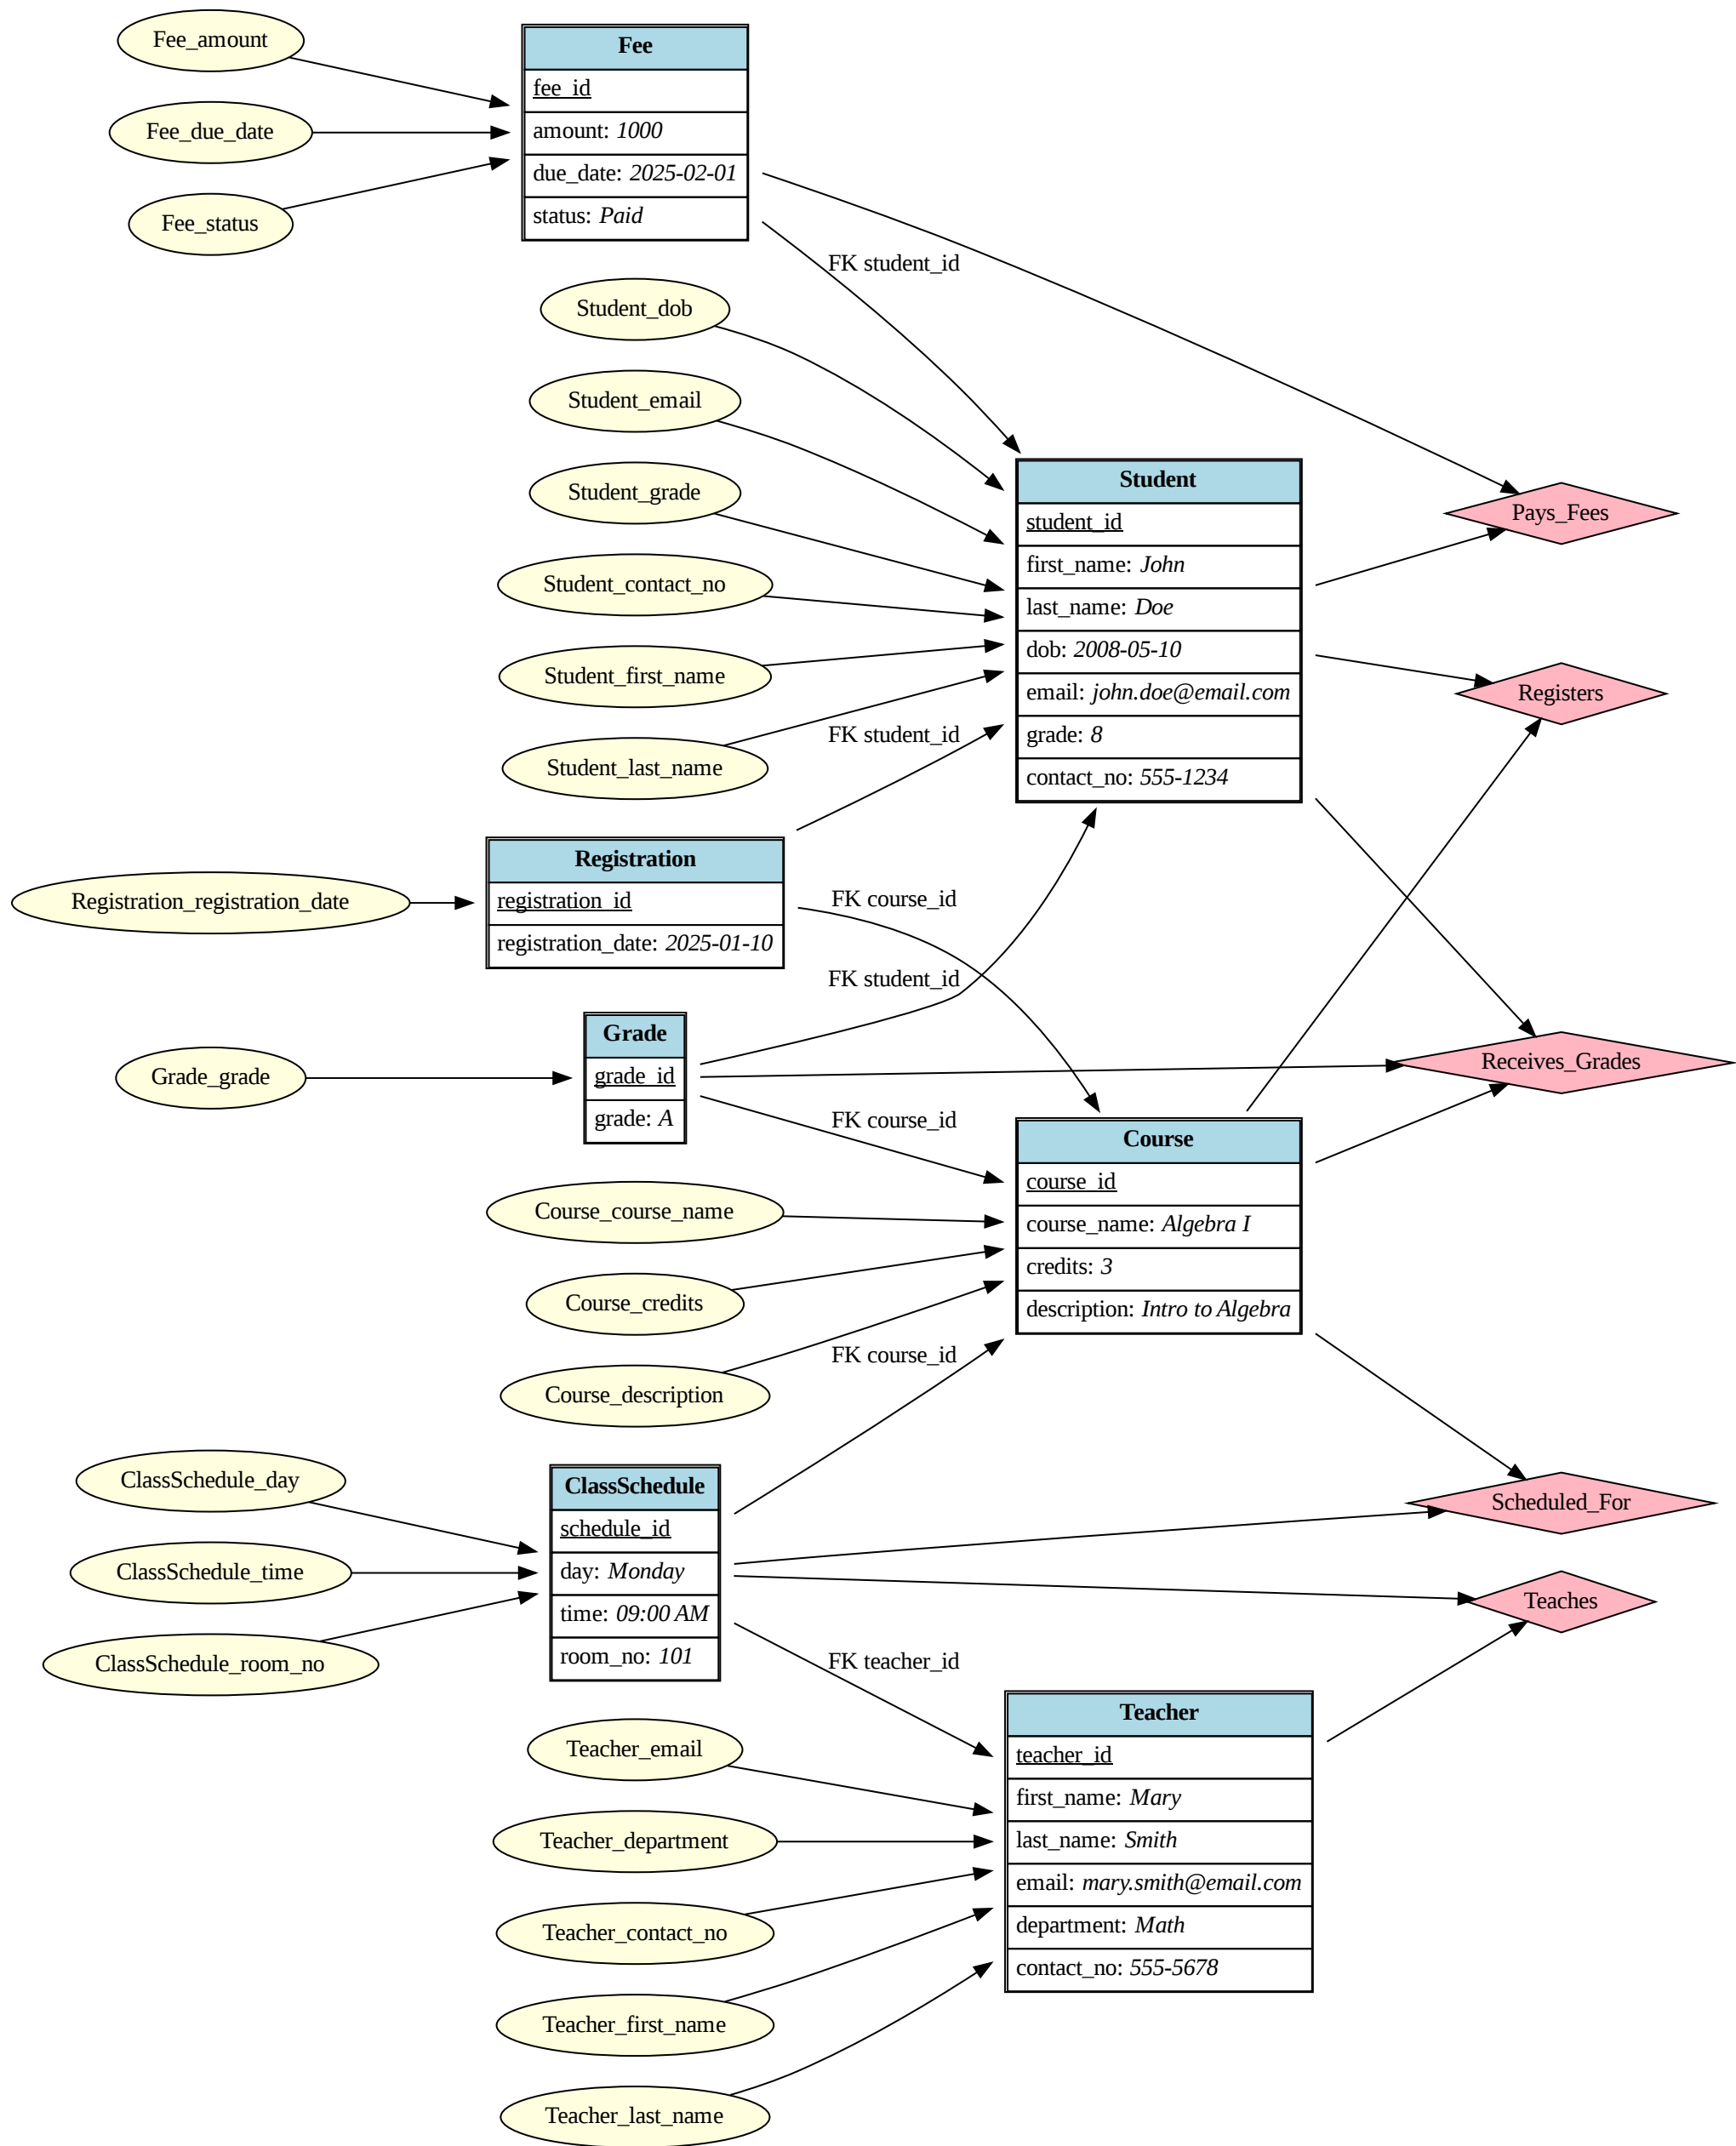 Fee_amount
Fee_due_date
Fee_status
Fee
fee_id
amount: 1000
due_date: 2025-02-01
status: Paid
FK student_id
Student_dob
Student_email
Student_grade
Student_contact_no
Student_first_name
Student_last_name
FK student_id
Student
student_id
first_name: John
last_name: Doe
dob: 2008-05-10
email: john.doe@email.com
grade: 8
contact_no: 555-1234
Pays_Fees
Registers
Registration_registration_date
Registration
registration_id
registration_date: 2025-01-10
FK course_id
FK student_id
Grade_grade
Grade
grade_id
grade: A
FK course_id
Receives_Grades
Course_course_name
Course_credits
Course_description
FK course_id
Course
course_id
course_name: Algebra I
credits: 3
description: Intro to Algebra
ClassSchedule_day
ClassSchedule_time
ClassSchedule_room_no
ClassSchedule
schedule_id
day: Monday
time: 09:00 AM
room_no: 101
Scheduled_For
Teaches
FK teacher_id
Teacher_email
Teacher_department
Teacher_contact_no
Teacher_first_name
Teacher_last_name
Teacher
teacher_id
first_name: Mary
last_name: Smith
email: mary.smith@email.com
department: Math
contact_no: 555-5678